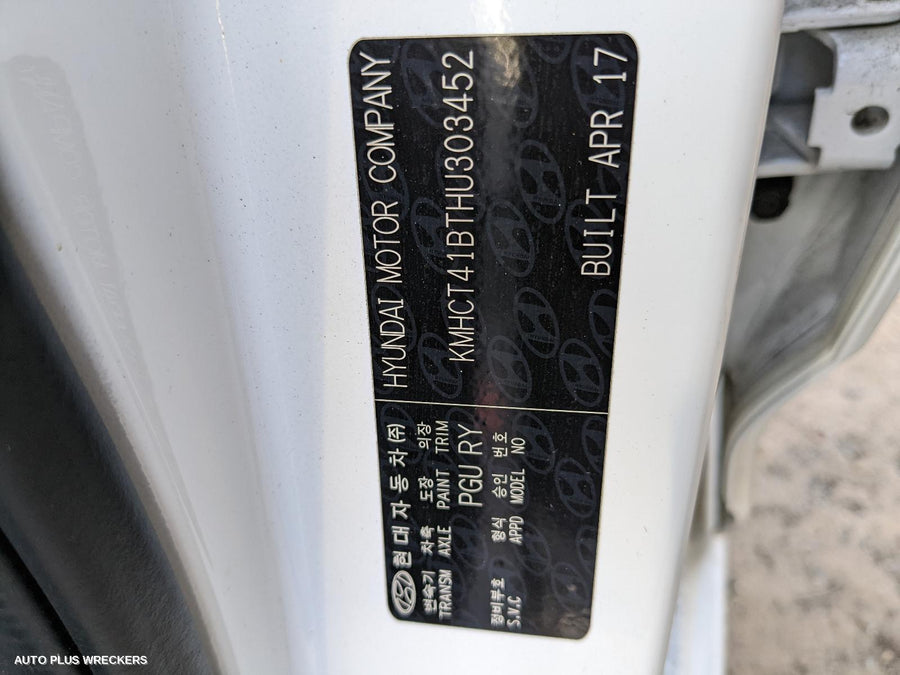 현대자동차(주)
변속기 차축 도장 의장
TRANSM AXLE PAINT TRIM
PGU RY
정비부호 형식 승인 번호
S.V.C APPD MODEL NO
HYUNDAI MOTOR COMPANY
KMHCT41BTHU303452
BUILT APR 17
AUTO PLUS WRECKERS